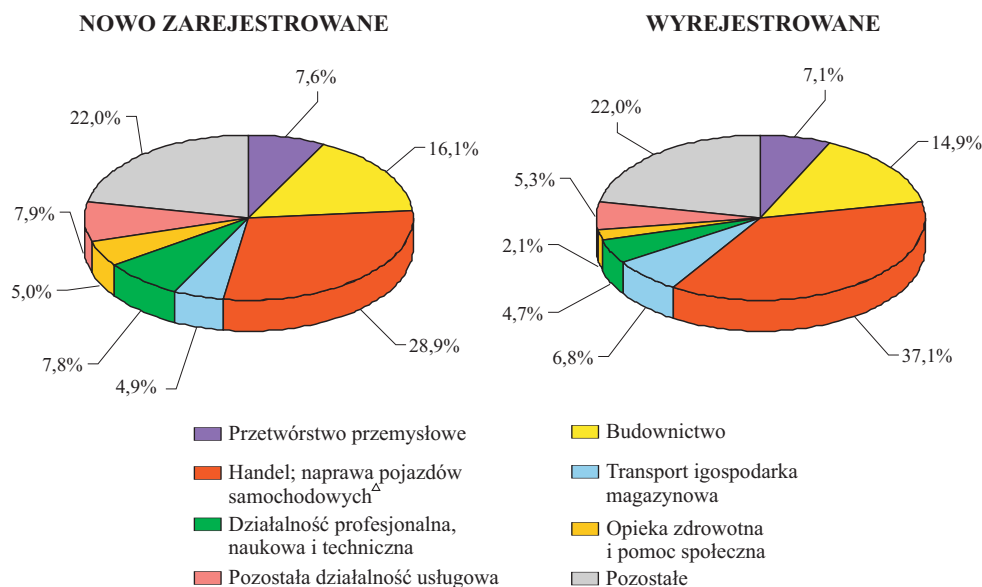 NOWO ZAREJESTROWANE
WYREJESTROWANE
7,6%
16,1%
28,9%
4,9%
7,8%
5,0%
7,9%
22,0%
7,1%
14,9%
37,1%
6,8%
4,7%
2,1%
5,3%
22,0%
Przetwórstwo przemysłowe
Budownictwo
Handel; naprawa pojazdów
samochodowych△
Transport igospodarka
magazynowa
Działalność profesjonalna,
naukowa i techniczna
Opieka zdrowotna
i pomoc społeczna
Pozostała działalność usługowa
Pozostałe